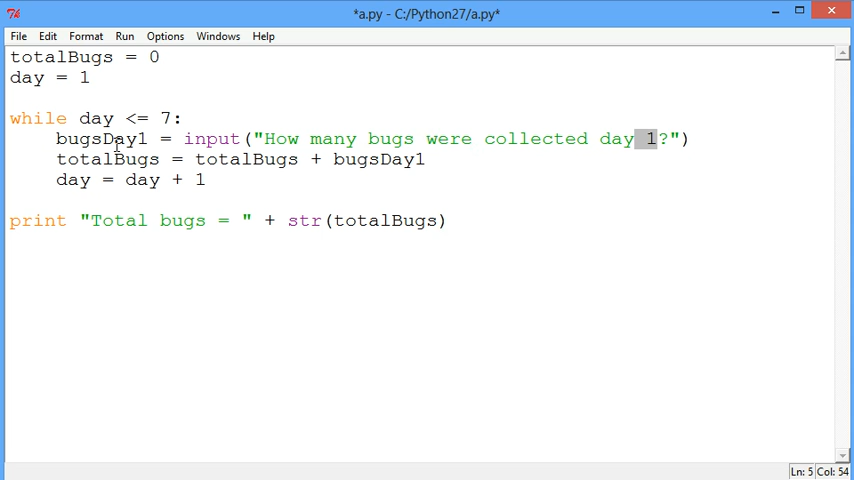 *a.py - C:/Python27/a.py*
File Edit Format Run Options Windows Help
totalBugs = 0
day = 1
while day <= 7:
    bugsDay1 = input("How many bugs were collected day 1?")
    totalBugs = totalBugs + bugsDay1
    day = day + 1
print "Total bugs = " + str(totalBugs)
Ln: 5 Col: 54